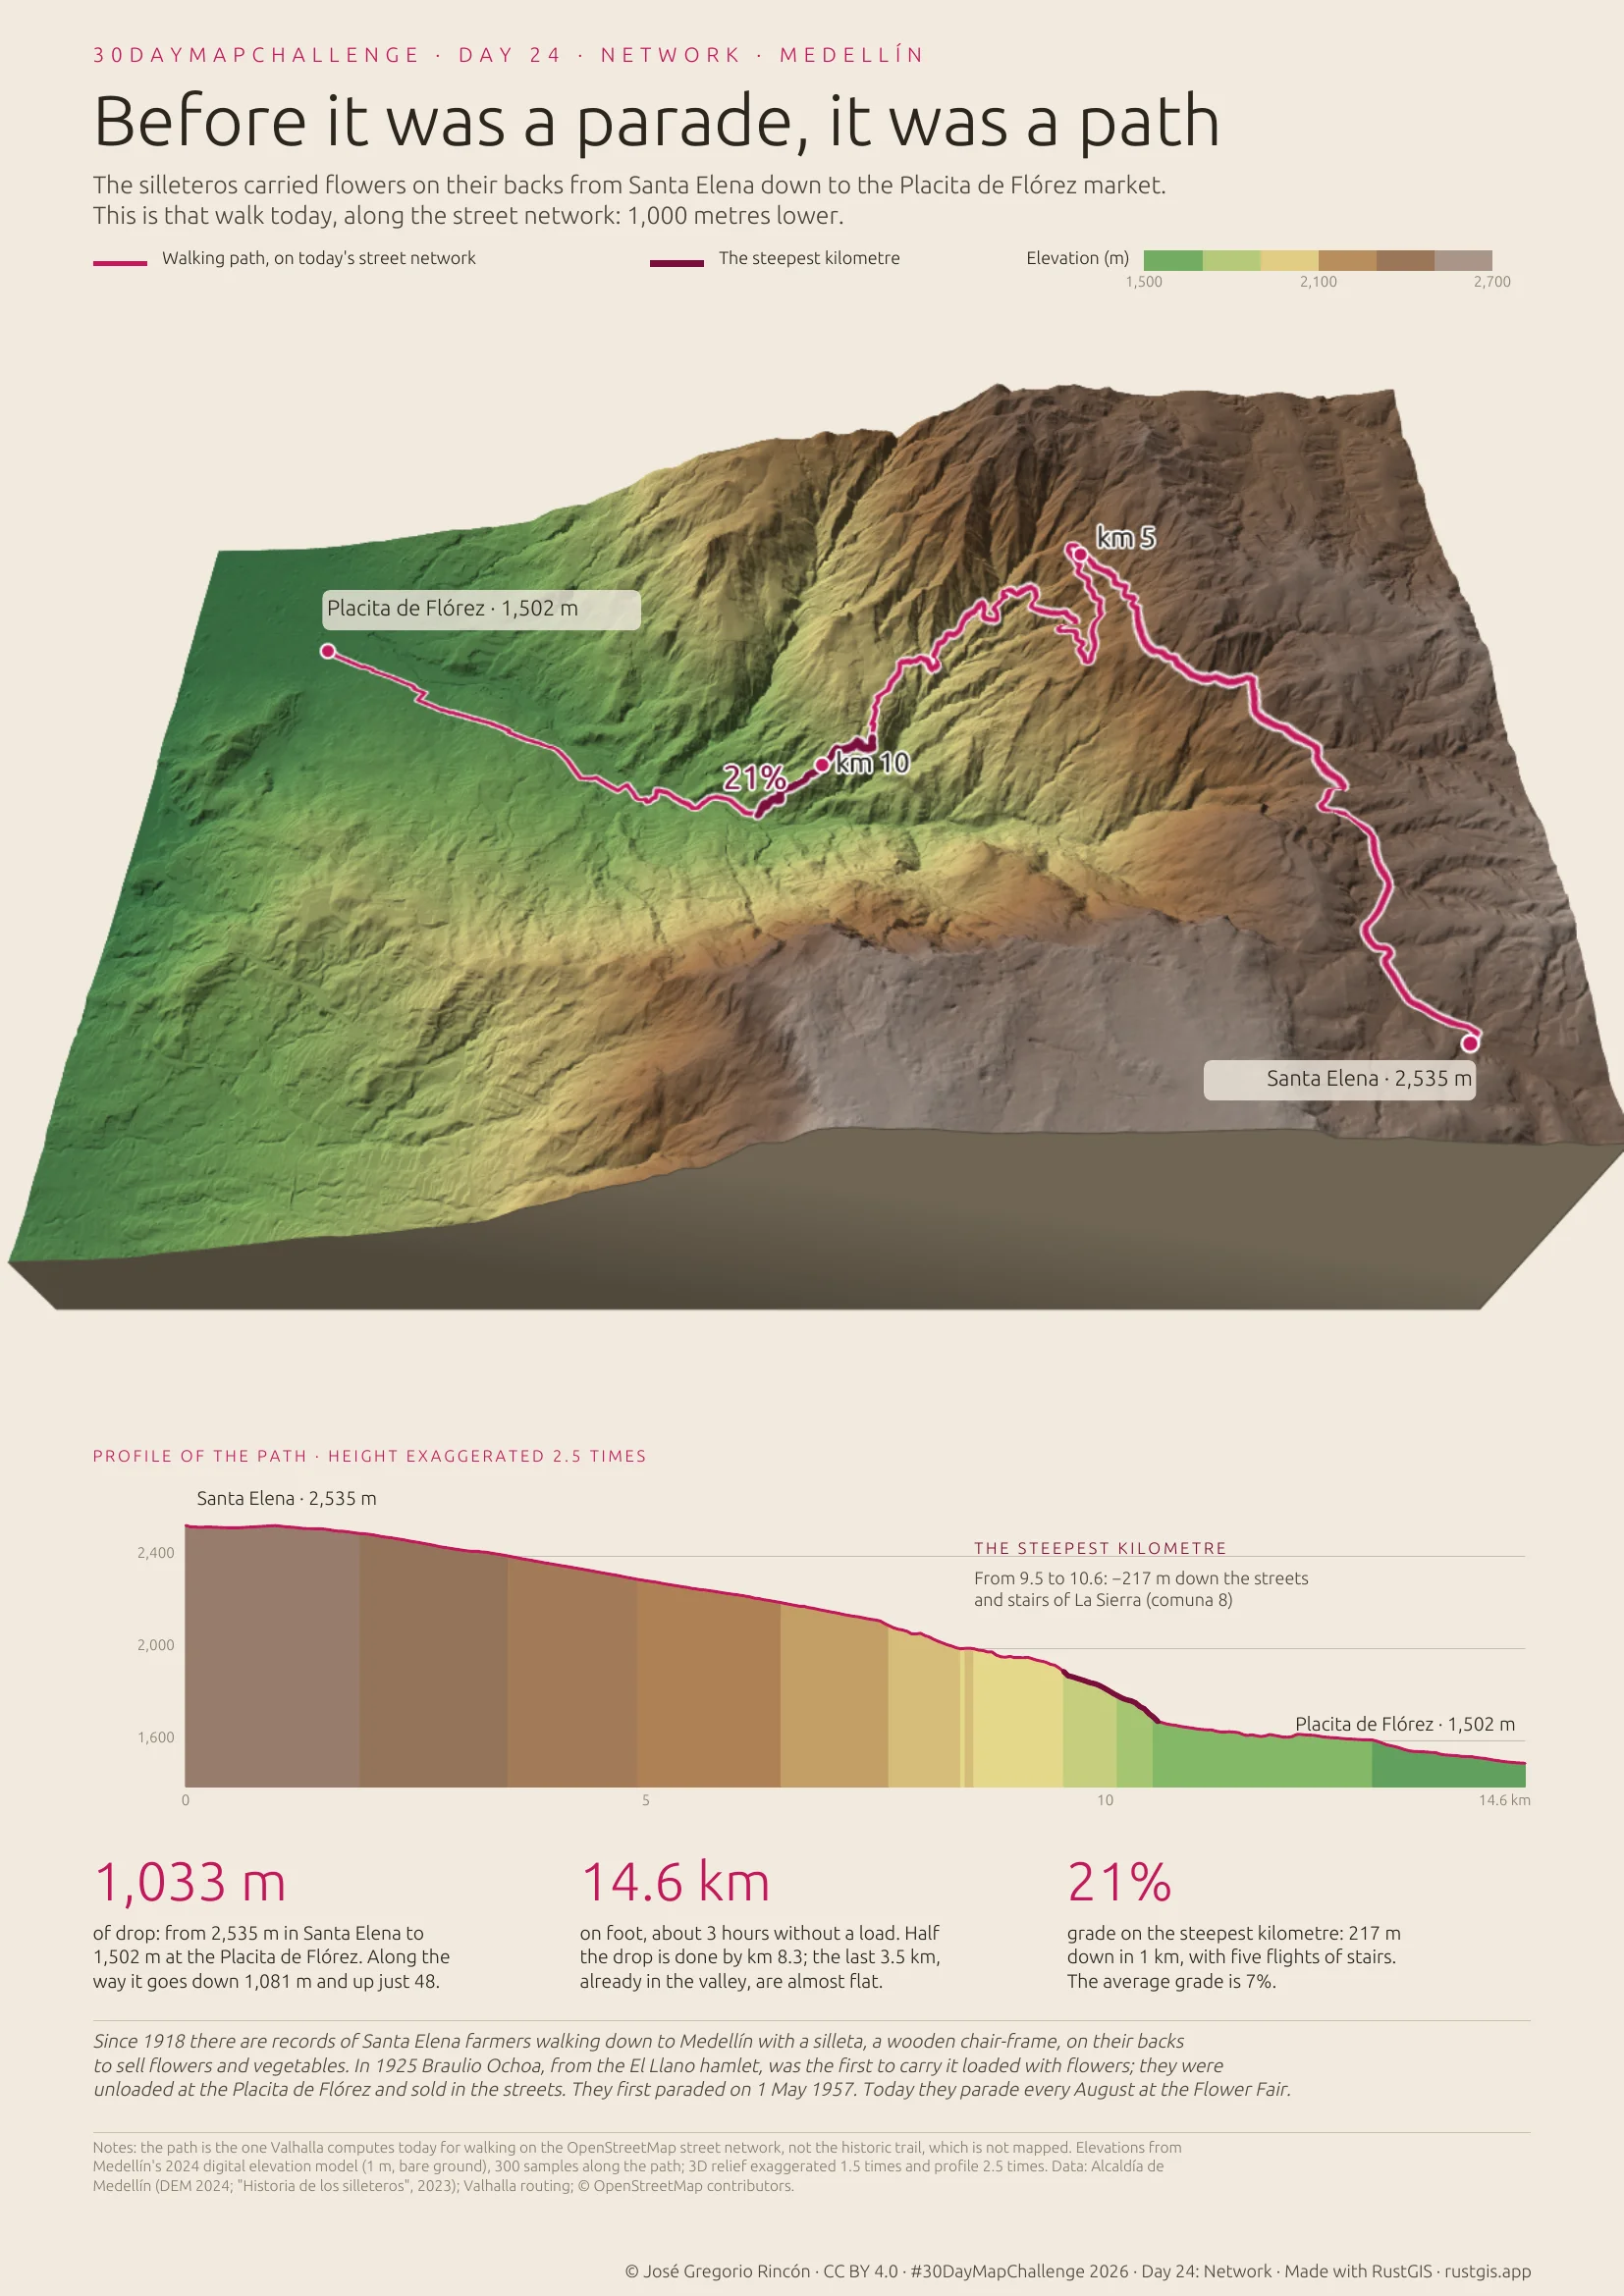 30DAYMAPCHALLENGE · DAY 24 · NETWORK · MEDELLÍN
Before it was a parade, it was a path
The silleteros carried flowers on their backs from Santa Elena down to the Placita de Flórez market.
This is that walk today, along the street network: 1,000 metres lower.
Walking path, on today's street network
The steepest kilometre
Elevation (m)
1,500
2,100
2,700
km 5
Placita de Flórez · 1,502 m
21%
km 10
Santa Elena · 2,535 m
PROFILE OF THE PATH · HEIGHT EXAGGERATED 2.5 TIMES
Santa Elena · 2,535 m
2,400
THE STEEPEST KILOMETRE
From 9.5 to 10.6: −217 m down the streets
and stairs of La Sierra (comuna 8)
2,000
1,600
Placita de Flórez · 1,502 m
0
5
10
14.6 km
1,033 m
of drop: from 2,535 m in Santa Elena to
1,502 m at the Placita de Flórez. Along the
way it goes down 1,081 m and up just 48.
14.6 km
on foot, about 3 hours without a load. Half
the drop is done by km 8.3; the last 3.5 km,
already in the valley, are almost flat.
21%
grade on the steepest kilometre: 217 m
down in 1 km, with five flights of stairs.
The average grade is 7%.
Since 1918 there are records of Santa Elena farmers walking down to Medellín with a silleta, a wooden chair-frame, on their backs
to sell flowers and vegetables. In 1925 Braulio Ochoa, from the El Llano hamlet, was the first to carry it loaded with flowers; they were
unloaded at the Placita de Flórez and sold in the streets. They first paraded on 1 May 1957. Today they parade every August at the Flower Fair.
Notes: the path is the one Valhalla computes today for walking on the OpenStreetMap street network, not the historic trail, which is not mapped. Elevations from
Medellín's 2024 digital elevation model (1 m, bare ground), 300 samples along the path; 3D relief exaggerated 1.5 times and profile 2.5 times. Data: Alcaldía de
Medellín (DEM 2024; "Historia de los silleteros", 2023); Valhalla routing; © OpenStreetMap contributors.
© José Gregorio Rincón · CC BY 4.0 · #30DayMapChallenge 2026 · Day 24: Network · Made with RustGIS · rustgis.app